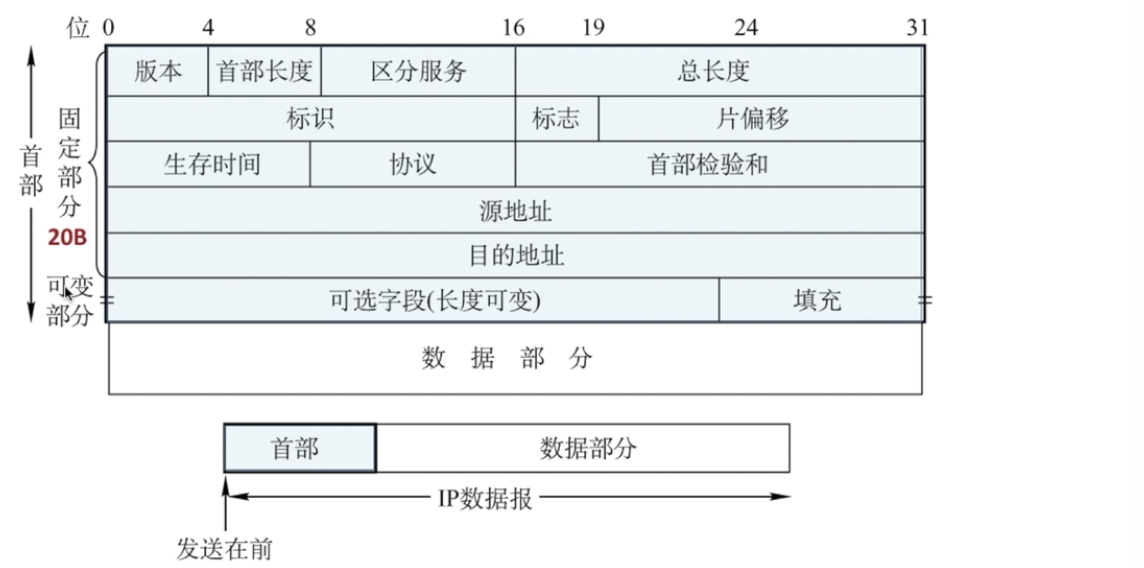 位 0 4 8 16 19 24 31
版本 首部长度 区分服务 总长度
标识 标志 片偏移
生存时间 协议 首部检验和
源地址
目的地址
可选字段(长度可变) 填充
首部
固定部分
20B
可变
部分
数据部分
首部 数据部分
IP数据报
发送在前